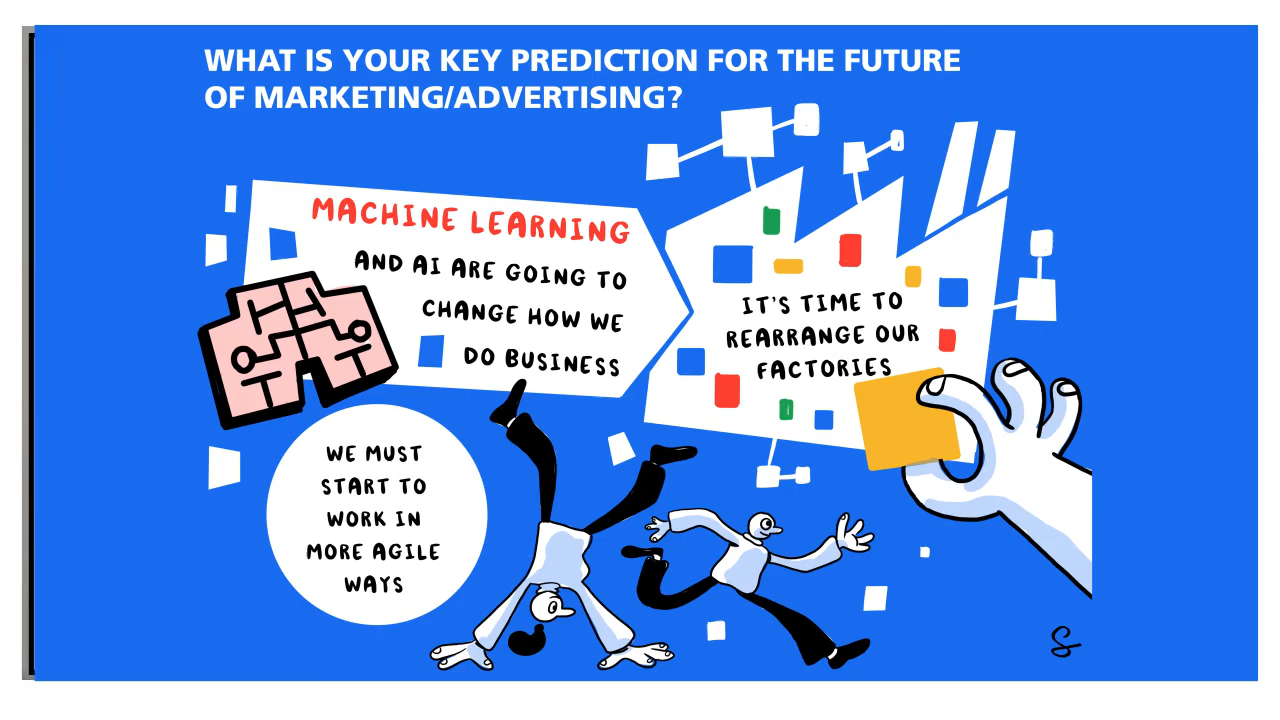 WHAT IS YOUR KEY PREDICTION FOR THE FUTURE
OF MARKETING/ADVERTISING?
MACHINE LEARNING
AND AI ARE GOING TO
CHANGE HOW WE
DO BUSINESS
IT'S TIME TO
REARRANGE OUR
FACTORIES
WE MUST
START TO
WORK IN
MORE AGILE
WAYS